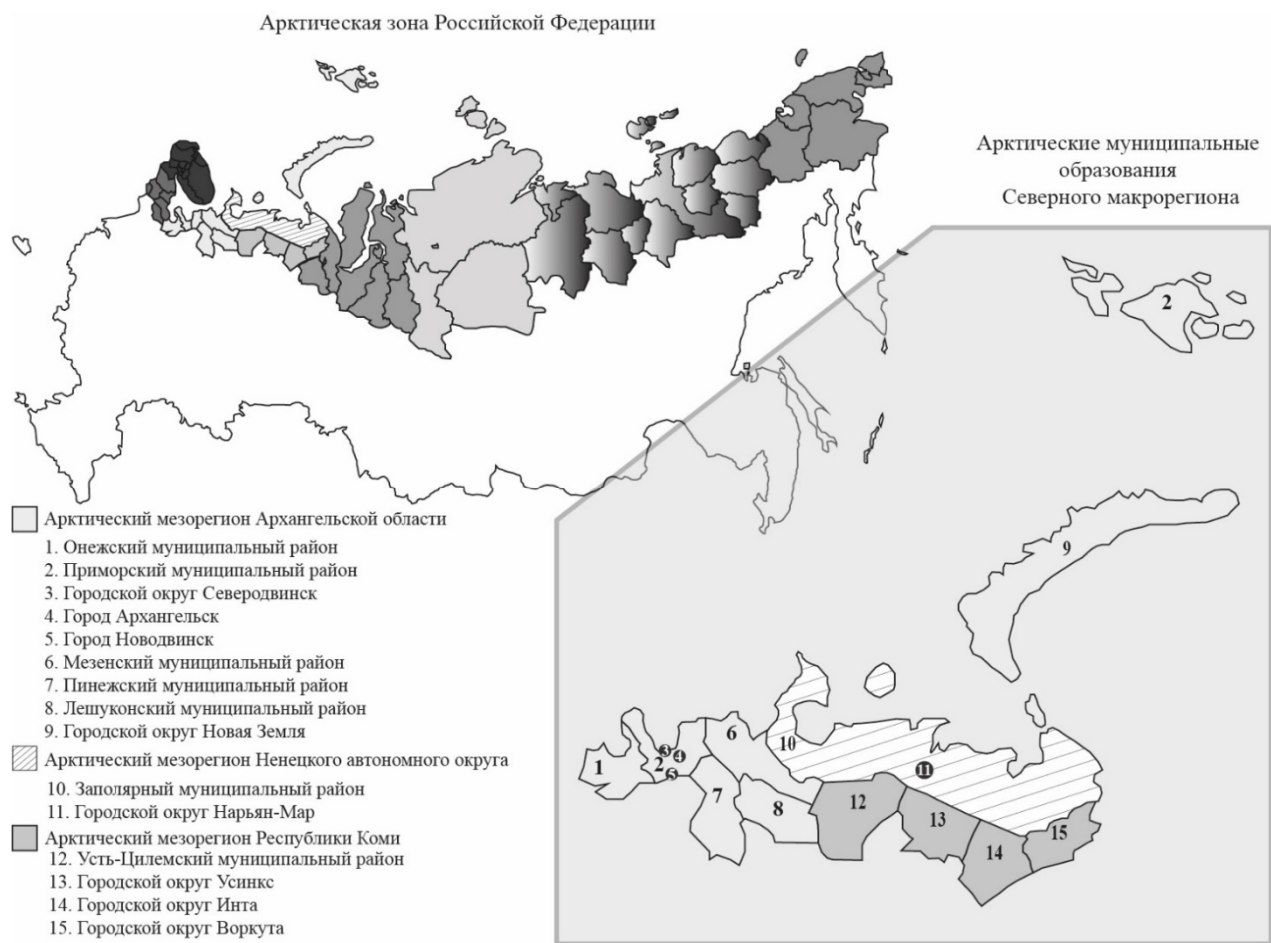 Арктическая зона Российской Федерации
Арктические муниципальные
образования
Северного макрорегиона
Арктический мезорегион Архангельской области
1. Онежский муниципальный район
2. Приморский муниципальный район
3. Городской округ Северодвинск
4. Город Архангельск
5. Город Новодвинск
6. Мезенский муниципальный район
7. Пинежский муниципальный район
8. Лешуконский муниципальный район
9. Городской округ Новая Земля
Арктический мезорегион Ненецкого автономного округа
10. Заполярный муниципальный район
11. Городской округ Нарьян-Мар
Арктический мезорегион Республики Коми
12. Усть-Цилемский муниципальный район
13. Городской округ Усинкс
14. Городской округ Инта
15. Городской округ Воркута
2
9
6
10
3
4
1
2
5
11
7
8
12
13
14
15